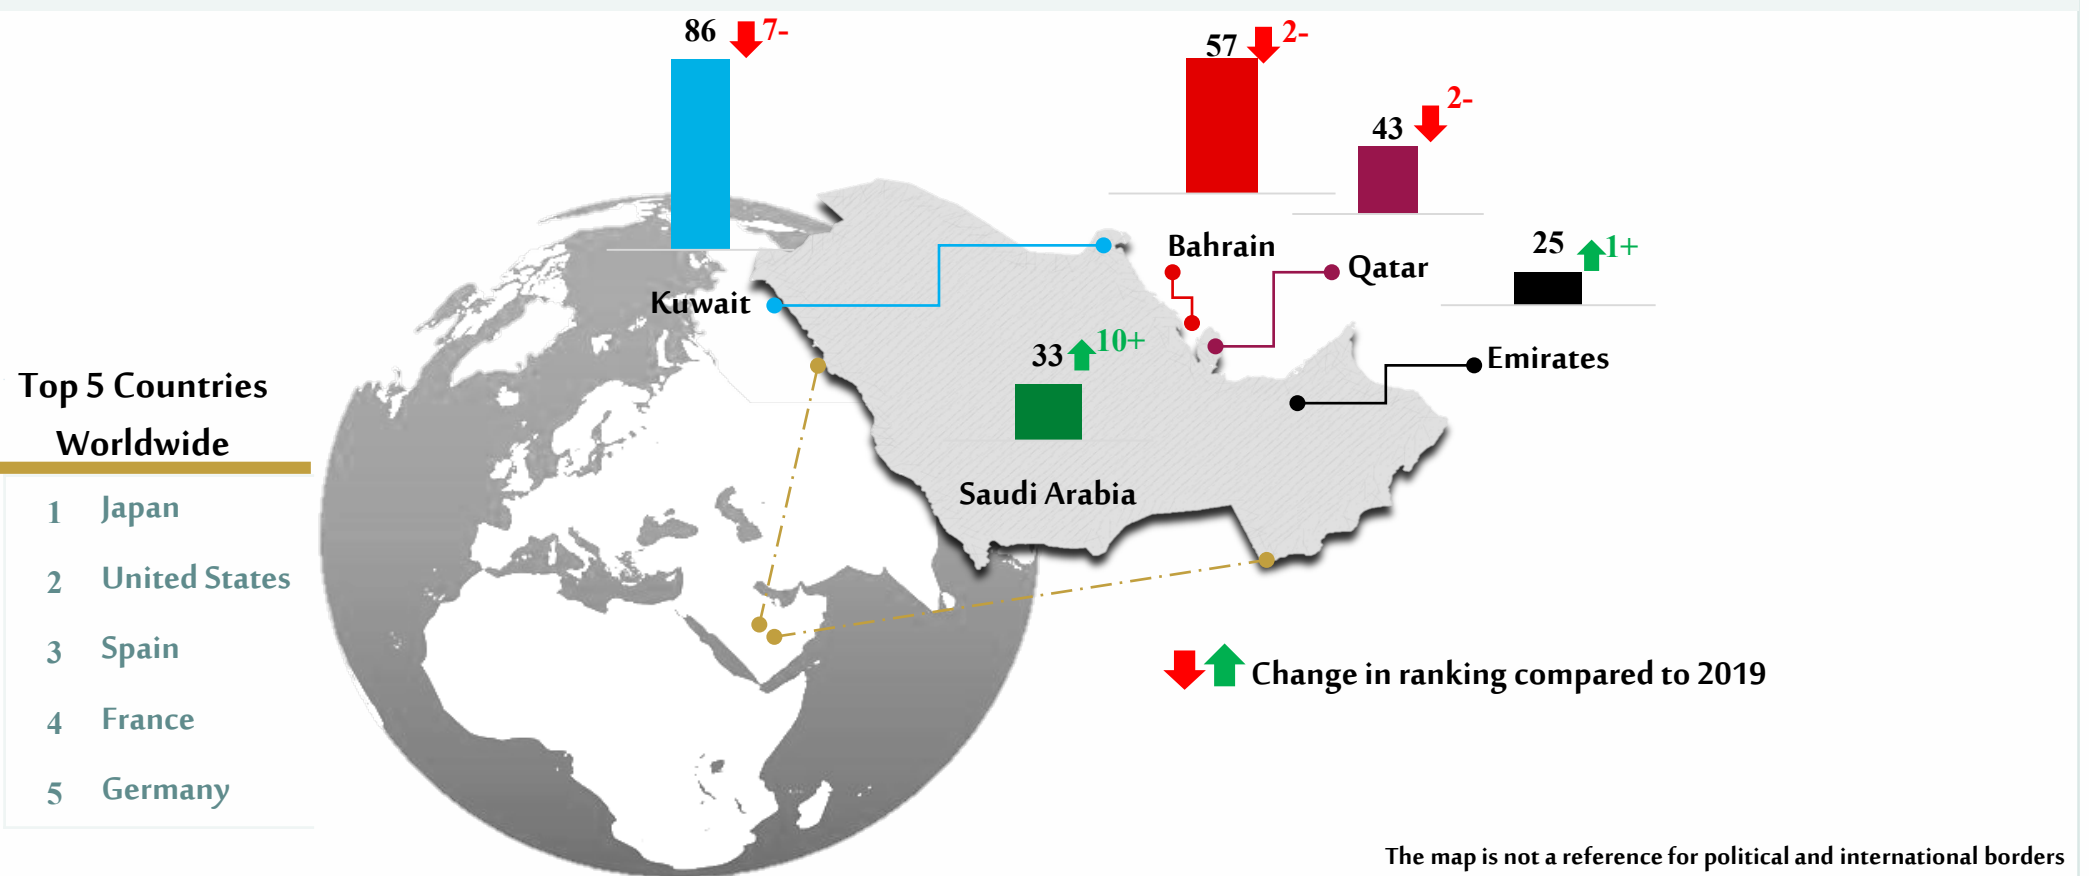 86 7-
57 2-
43 2-
Bahrain
Qatar
25 1+
Kuwait
33 10+
Emirates
Saudi Arabia
Top 5 Countries
Worldwide
1 Japan
2 United States
3 Spain
4 France
5 Germany
Change in ranking compared to 2019
The map is not a reference for political and international borders